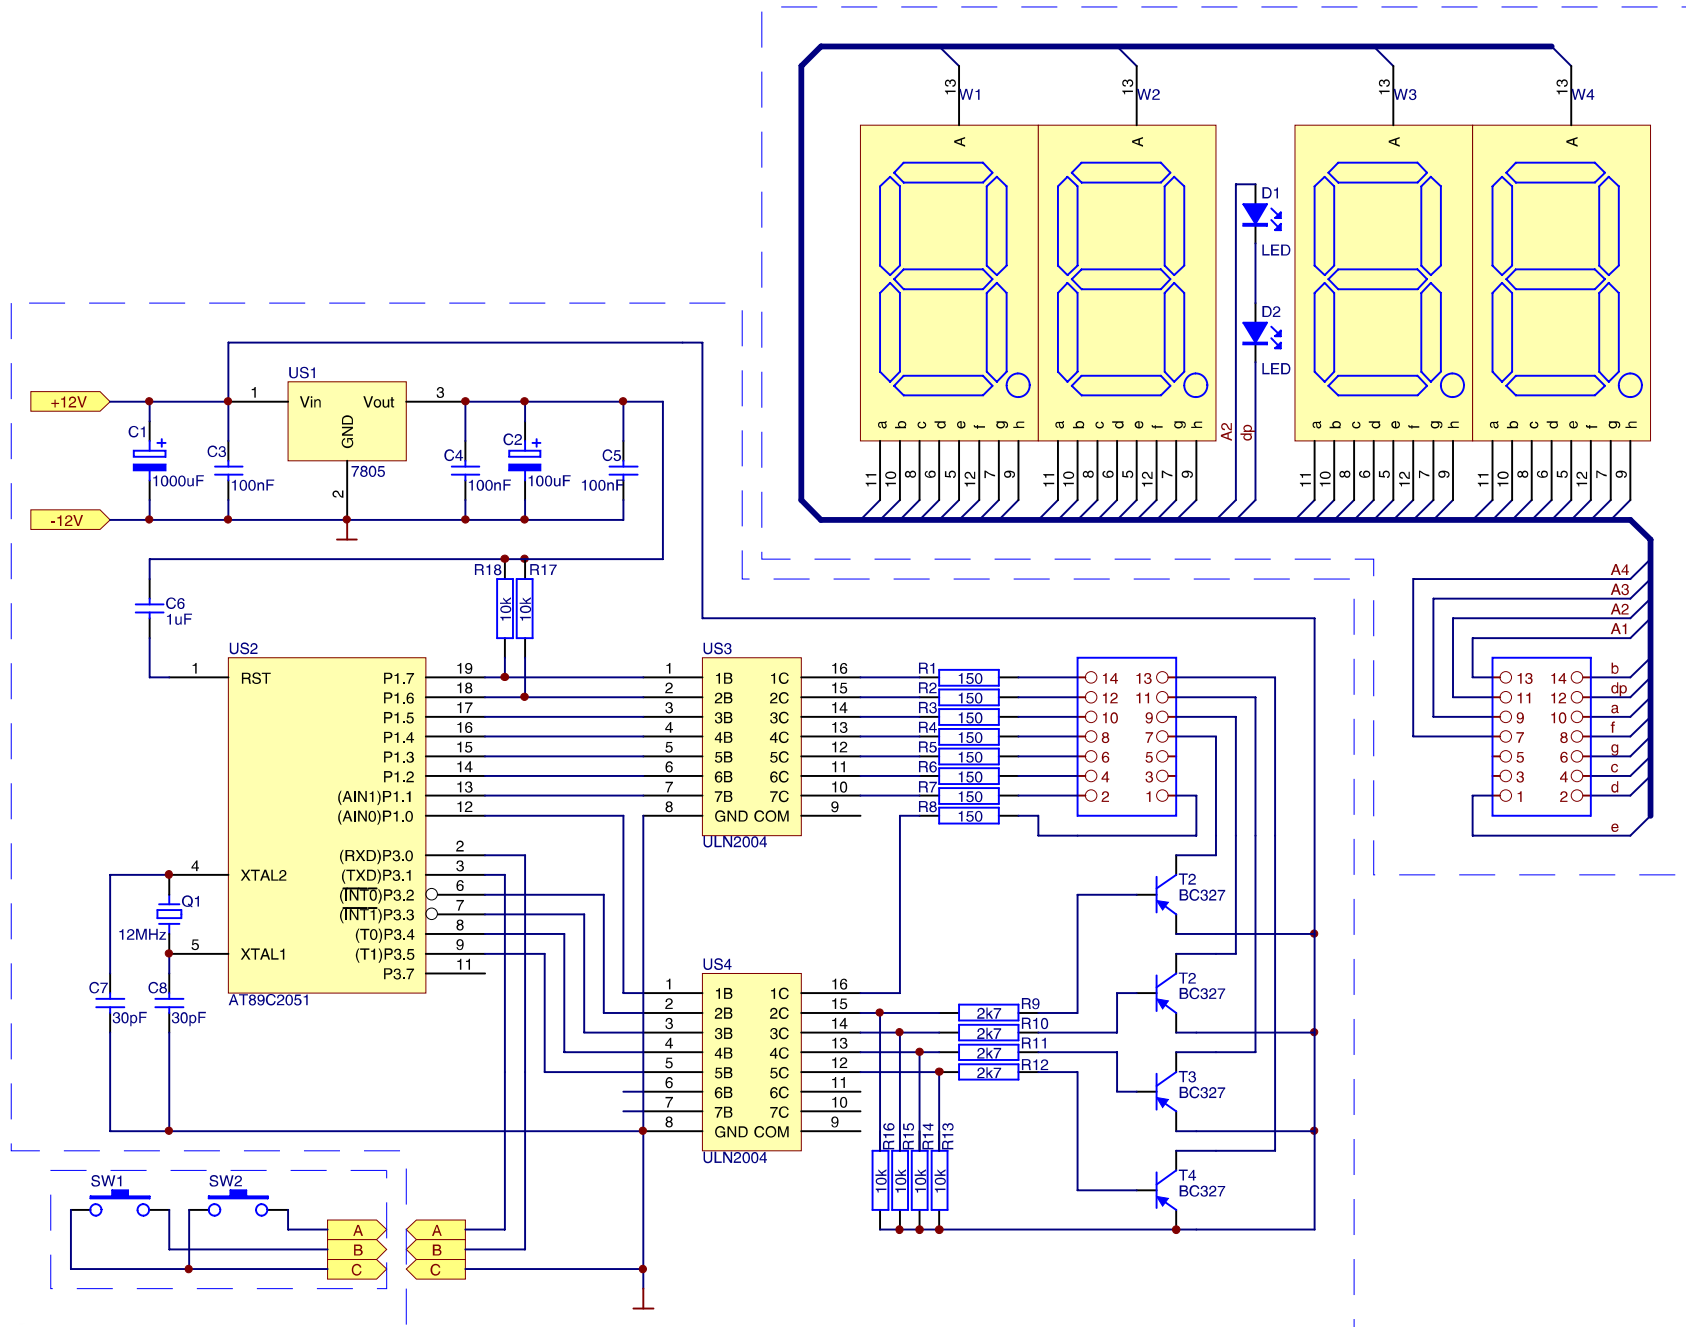 13 W1 13 W2 13 W3 13 W4
A A A A
D1
LED
D2
LED
A2 dp
a b c d e f g h a b c d e f g h a b c d e f g h a b c d e f g h
11 10 8 6 5 12 7 9 11 10 8 6 5 12 7 9 11 10 8 6 5 12 7 9 11 10 8 6 5 12 7 9
US1
+12V 1 Vin Vout 3
GND
7805
2
C1 + 1000uF
C3 100nF
C4 100nF
C2 + 100uF
C5 100nF
-12V
R18 R17
10k 10k
C6
1uF
A4
A3
A2
A1
b
dp
a
f
g
c
d
e
13 14
11 12
9 10
7 8
5 6
3 4
1 2
US2
1 RST
P1.7 19
P1.6 18
P1.5 17
P1.4 16
P1.3 15
P1.2 14
(AIN1)P1.1 13
(AIN0)P1.0 12
(RXD)P3.0 2
(TXD)P3.1 3
(INT0)P3.2 6
(INT1)P3.3 7
(T0)P3.4 8
(T1)P3.5 9
P3.7 11
4 XTAL2
5 XTAL1
AT89C2051
Q1
12MHz
C7 30pF
C8 30pF
US3
1 1B 1C 16
2 2B 2C 15
3 3B 3C 14
4 4B 4C 13
5 5B 5C 12
6 6B 6C 11
7 7B 7C 10
8 GND COM 9
ULN2004
R1 150
R2 150
R3 150
R4 150
R5 150
R6 150
R7 150
R8 150
14 13
12 11
10 9
8 7
6 5
4 3
2 1
US4
1 1B 1C 16
2 2B 2C 15
3 3B 3C 14
4 4B 4C 13
5 5B 5C 12
6 6B 6C 11
7 7B 7C 10
8 GND COM 9
ULN2004
2k7 R9
2k7 R10
2k7 R11
2k7 R12
R16 R15 R14 R13
10k 10k 10k 10k
T2
BC327
T2
BC327
T3
BC327
T4
BC327
SW1 SW2
A A
B B
C C